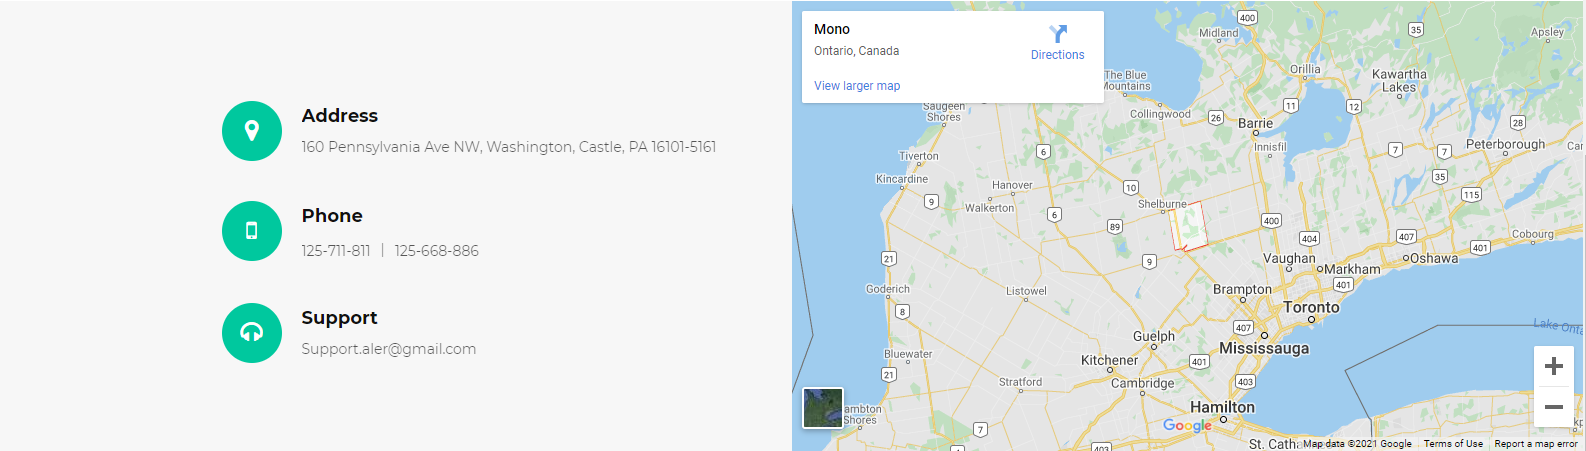 Address
160 Pennsylvania Ave NW, Washington, Castle, PA 16101-5161
Phone
125-711-811 | 125-668-886
Support
Support.aler@gmail.com
Mono
Ontario, Canada
Directions
View larger map
400
Midland
35
Apsley
Orillia
The Blue
Mountains
Kawartha
Lakes
Saugeen
Shores
Collingwood
26
11
12
Barrie
28
Innisfil
Peterborough
6
7
7
Tiverton
Kincardine
Hanover
10
35
115
9
Walkerton
6
Shelburne
89
400
404
407
401
Cobourg
21
9
Vaughan
Markham
Oshawa
Goderich
Listowel
Brampton
401
8
Toronto
407
Lake Onta
Guelph
Mississauga
Bluewater
Kitchener
401
21
Stratford
Cambridge
403
ambton
Shores
Hamilton
7
Google
403
St. Catha
Map data ©2021 Google
Terms of Use
Report a map error